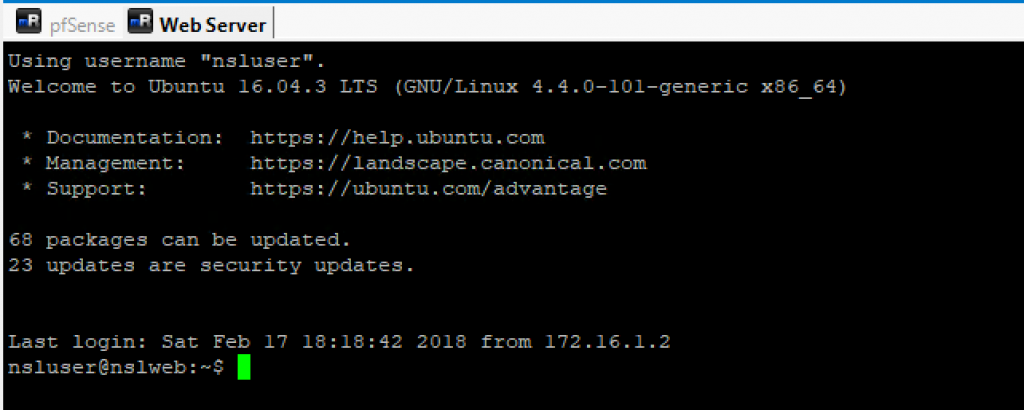 pfSense Web Server
Using username "nsluser".
Welcome to Ubuntu 16.04.3 LTS (GNU/Linux 4.4.0-101-generic x86_64)
* Documentation: https://help.ubuntu.com
* Management: https://landscape.canonical.com
* Support: https://ubuntu.com/advantage
68 packages can be updated.
23 updates are security updates.
Last login: Sat Feb 17 18:18:42 2018 from 172.16.1.2
nsluser@nslweb:~$